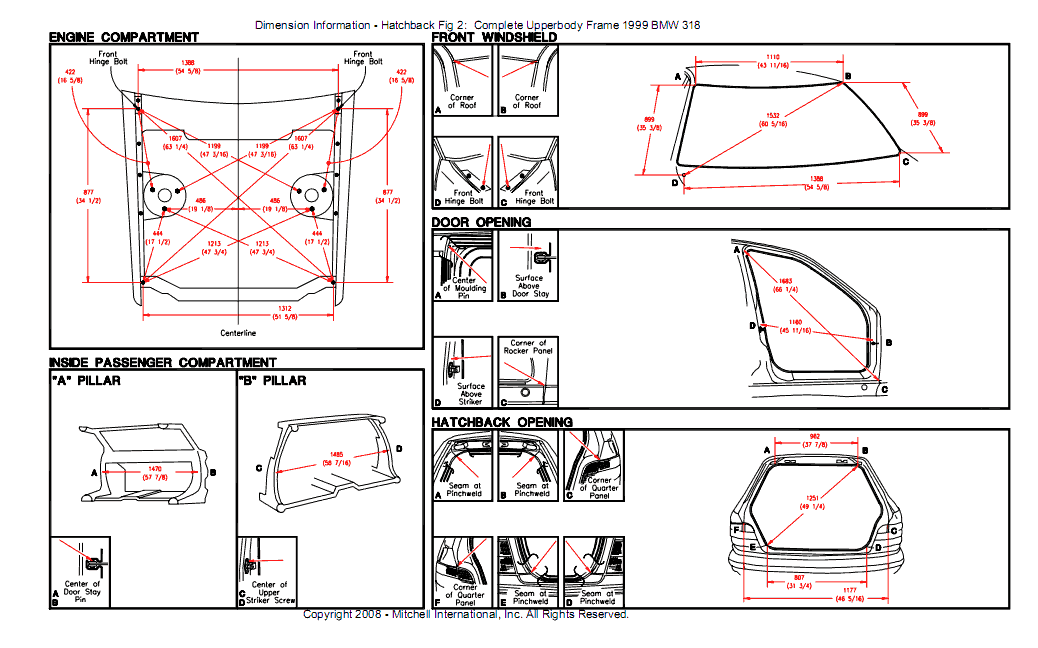 Dimension Information - Hatchback Fig 2:  Complete Upperbody Frame 1999 BMW 318
ENGINE COMPARTMENT
Front
Hinge Bolt
Front
Hinge Bolt
422
(16 5/8)
1388
(54 5/8)
422
(16 5/8)
1607
(63 1/4)
1199
(47 3/16)
1199
(47 3/16)
1607
(63 1/4)
877
(34 1/2)
486
(19 1/8)
486
(19 1/8)
877
(34 1/2)
444
(17 1/2)
1213
(47 3/4)
1213
(47 3/4)
444
(17 1/2)
1312
(51 5/8)
Centerline
INSIDE PASSENGER COMPARTMENT
"A" PILLAR
A
1470
(57 7/8)
B
Center of
Door Stay
Pin
A
B
"B" PILLAR
C
1485
(58 7/16)
D
Center of
Upper
Striker Screw
C
D
FRONT WINDSHIELD
Corner
of Roof
A
Corner
of Roof
B
Front
Hinge Bolt
D
Front
Hinge Bolt
C
A
1110
(43 11/16)
B
899
(35 3/8)
1532
(60 5/16)
899
(35 3/8)
C
D
1388
(54 5/8)
DOOR OPENING
Center
of Moulding
Pin
A
Surface
Above
Door Stay
B
Surface
Above
Striker
D
Corner of
Rocker Panel
C
A
1683
(66 1/4)
D
1160
(45 11/16)
B
C
HATCHBACK OPENING
Seam at
Pinchweld
A
Seam at
Pinchweld
B
Corner
of Quarter
Panel
C
Corner
of Quarter
Panel
F
Seam at
Pinchweld
E
Seam at
Pinchweld
D
A
962
(37 7/8)
B
1251
(49 1/4)
F
C
E
D
807
(31 3/4)
1177
(46 5/16)
Copyright 2008 - Mitchell International, Inc. All Rights Reserved.